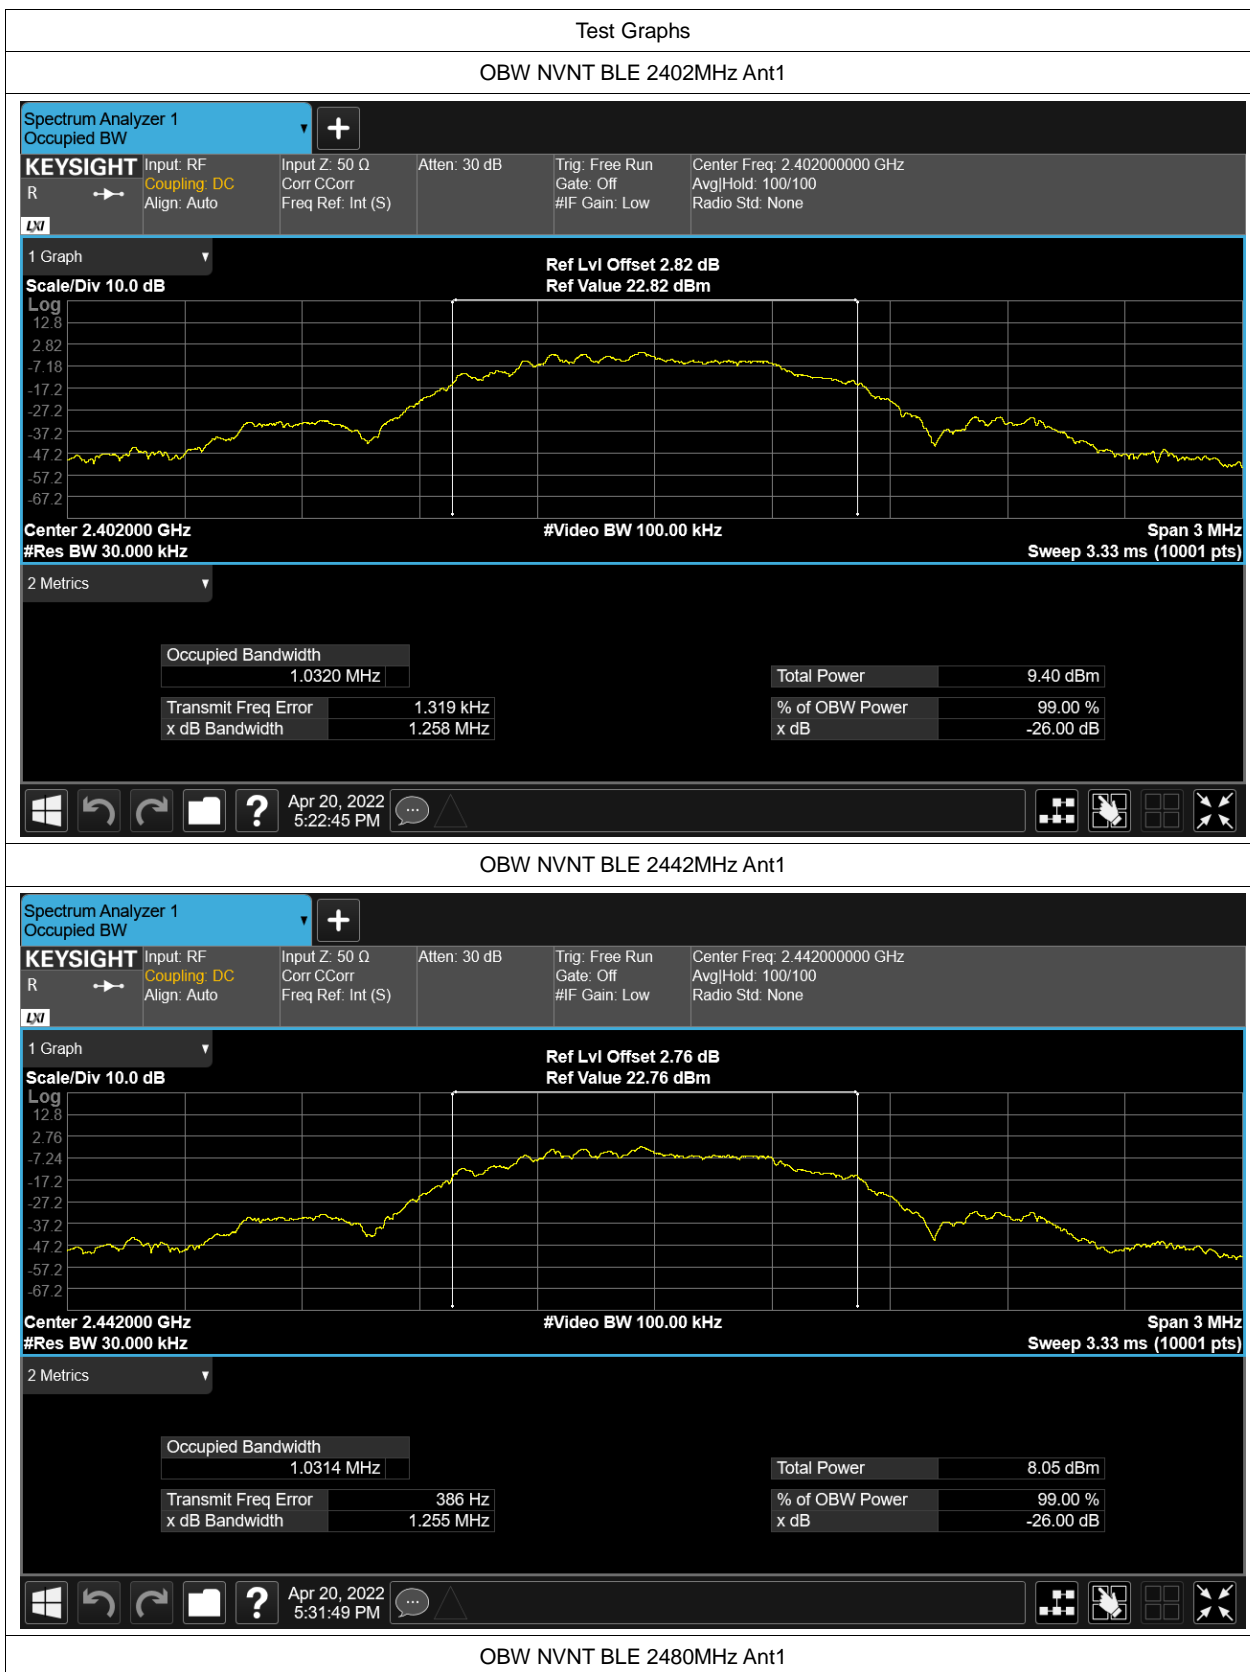 Test Graphs
OBW NVNT BLE 2402MHz Ant1
Spectrum Analyzer 1
Occupied BW
KEYSIGHT
R
LXI
Input: RF
Coupling: DC
Align: Auto
Input Z: 50 Ω
Corr CCorr
Freq Ref: Int (S)
Atten: 30 dB
Trig: Free Run
Gate: Off
#IF Gain: Low
Center Freq: 2.402000000 GHz
Avg|Hold: 100/100
Radio Std: None
1 Graph
Scale/Div 10.0 dB
Ref Lvl Offset 2.82 dB
Ref Value 22.82 dBm
Log
12.8
2.82
-7.18
-17.2
-27.2
-37.2
-47.2
-57.2
-67.2
Center 2.402000 GHz
#Res BW 30.000 kHz
#Video BW 100.00 kHz
Span 3 MHz
Sweep 3.33 ms (10001 pts)
2 Metrics
Occupied Bandwidth
1.0320 MHz
Total Power 9.40 dBm
Transmit Freq Error 1.319 kHz
% of OBW Power 99.00 %
x dB Bandwidth 1.258 MHz
x dB -26.00 dB
Apr 20, 2022
5:22:45 PM
OBW NVNT BLE 2442MHz Ant1
Spectrum Analyzer 1
Occupied BW
KEYSIGHT
R
LXI
Input: RF
Coupling: DC
Align: Auto
Input Z: 50 Ω
Corr CCorr
Freq Ref: Int (S)
Atten: 30 dB
Trig: Free Run
Gate: Off
#IF Gain: Low
Center Freq: 2.442000000 GHz
Avg|Hold: 100/100
Radio Std: None
1 Graph
Scale/Div 10.0 dB
Ref Lvl Offset 2.76 dB
Ref Value 22.76 dBm
Log
12.8
2.76
-7.24
-17.2
-27.2
-37.2
-47.2
-57.2
-67.2
Center 2.442000 GHz
#Res BW 30.000 kHz
#Video BW 100.00 kHz
Span 3 MHz
Sweep 3.33 ms (10001 pts)
2 Metrics
Occupied Bandwidth
1.0314 MHz
Total Power 8.05 dBm
Transmit Freq Error 386 Hz
% of OBW Power 99.00 %
x dB Bandwidth 1.255 MHz
x dB -26.00 dB
Apr 20, 2022
5:31:49 PM
OBW NVNT BLE 2480MHz Ant1